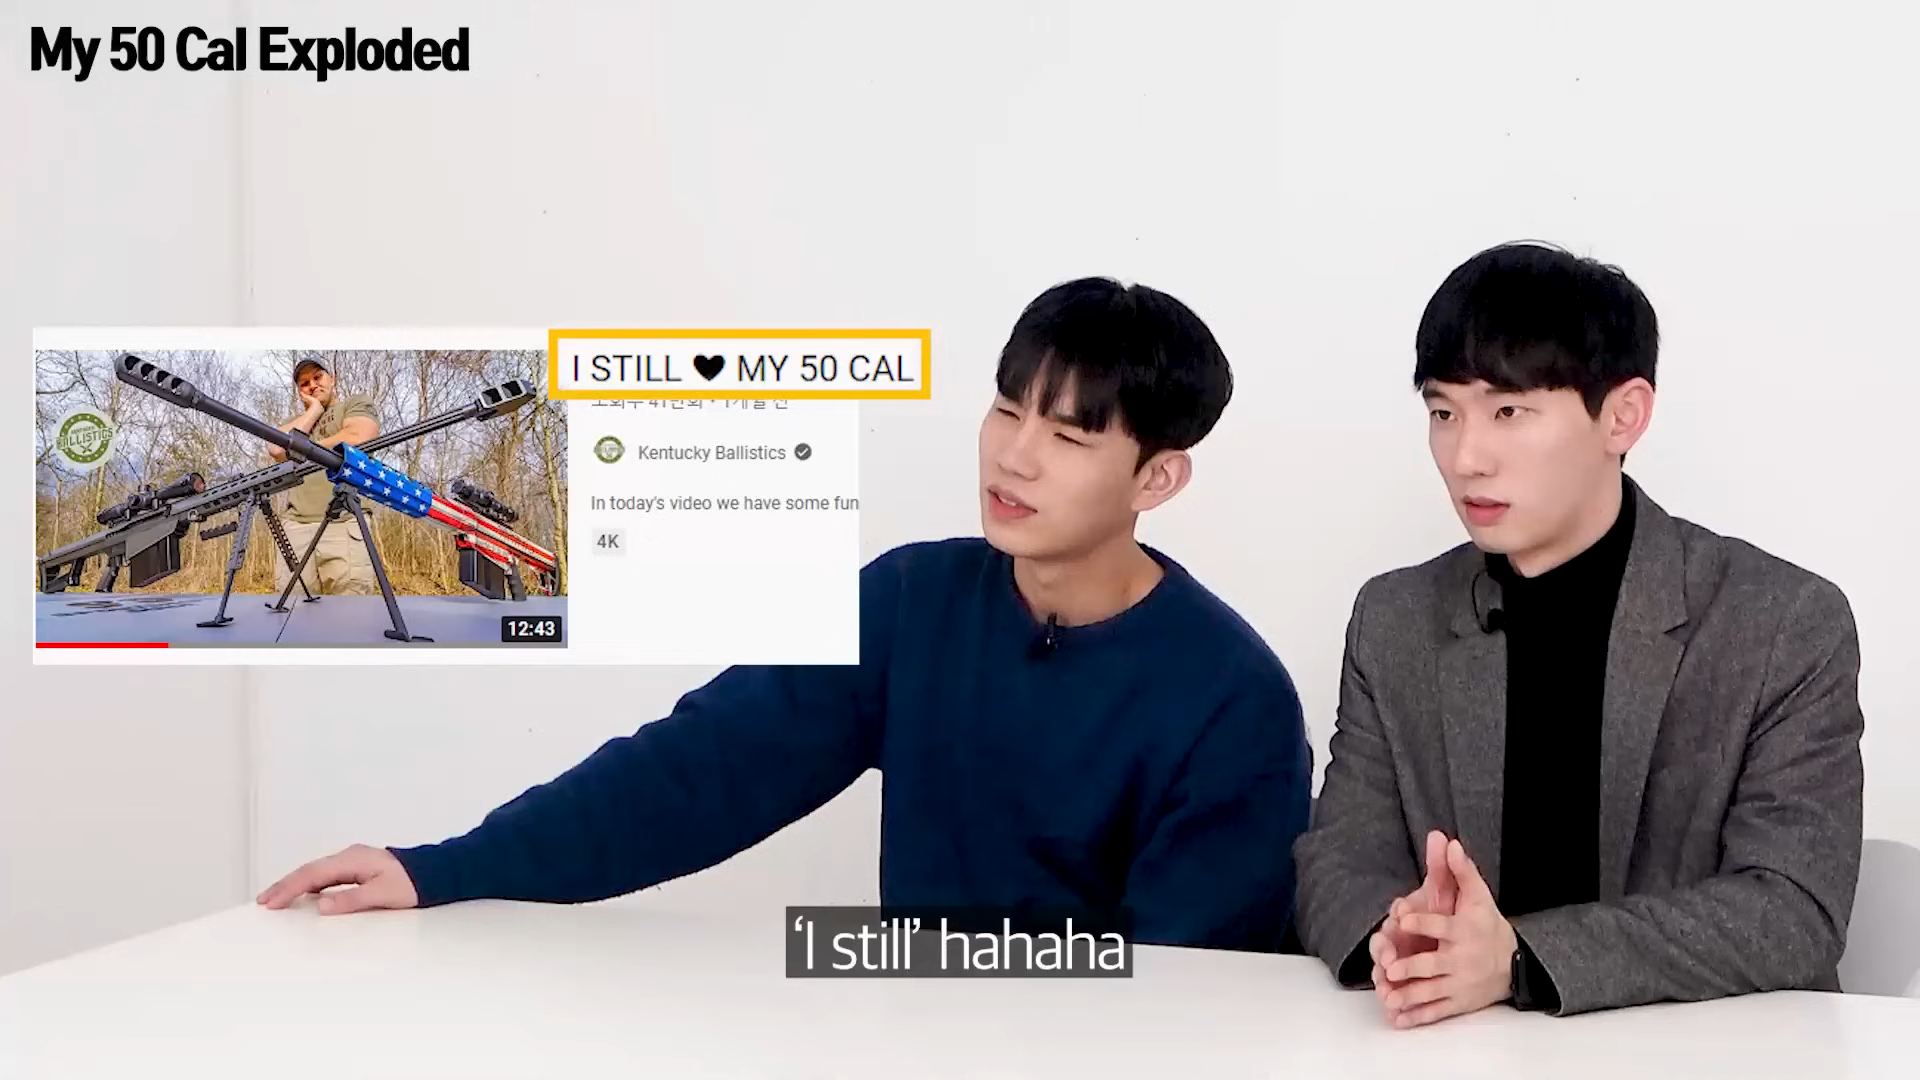 My 50 Cal Exploded
I STILL ♥ MY 50 CAL
BALLISTICS
Kentucky Ballistics
In today's video we have some fun
4K
12:43
'I still' hahaha